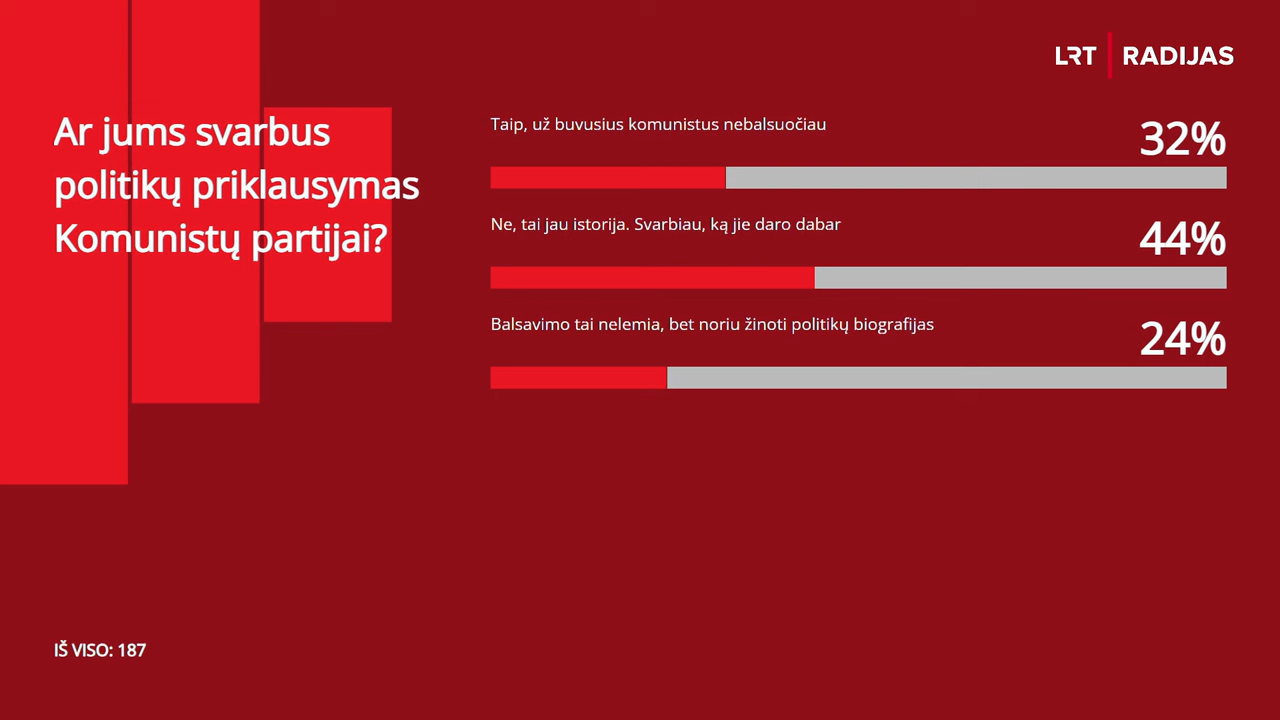 LRT RADIJAS
Ar jums svarbus
politikų priklausymas
Komunistų partijai?
Taip, už buvusius komunistus nebalsuočiau
32%
Ne, tai jau istorija. Svarbiau, ką jie daro dabar
44%
Balsavimo tai nelemia, bet noriu žinoti politikų biografijas
24%
IŠ VISO: 187